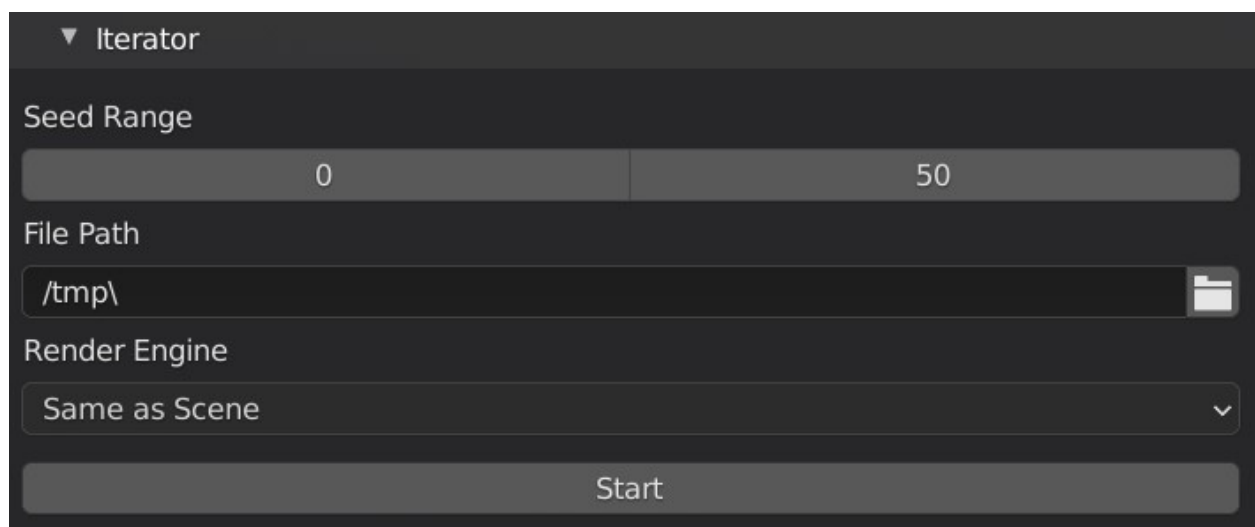 Iterator
Seed Range
0 50
File Path
/tmp\
Render Engine
Same as Scene
Start